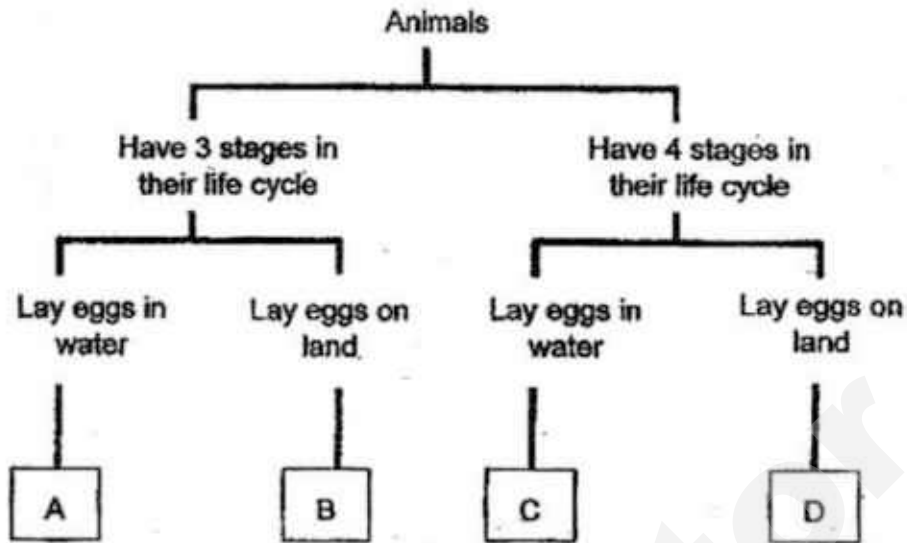 Animals
Have 3 stages in
their life cycle
Have 4 stages in
their life cycle
Lay eggs in
water
Lay eggs on
land.
Lay eggs in
water
Lay eggs on
land
A
B
C
D